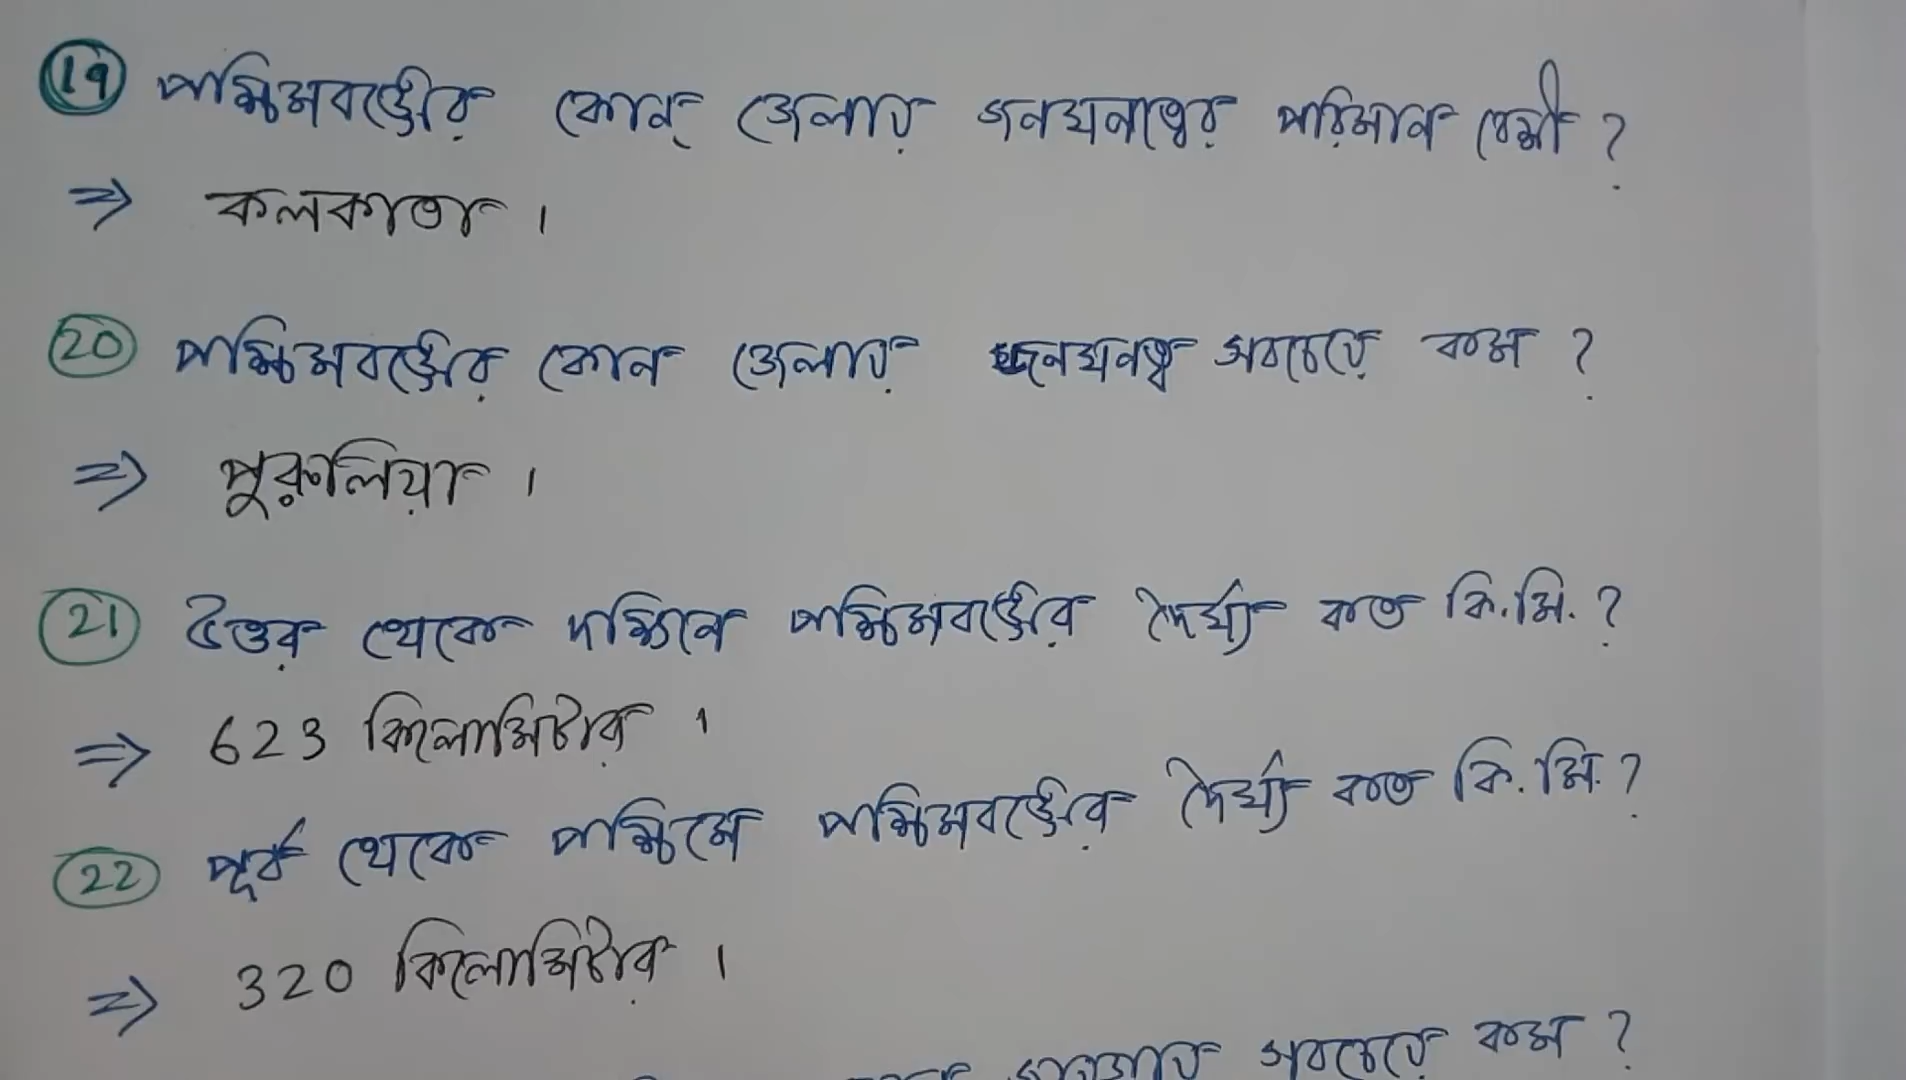 19 পশ্চিমবঙ্গের কোন্ জেলায় জনঘনত্বের পরিমান বেশী ?
⇒ কলকাতা ।
20 পশ্চিমবঙ্গের কোন জেলায় জনঘনত্ব সবচেয়ে কম ?
⇒ পুরুলিয়া ।
21 উত্তর থেকে দক্ষিনে পশ্চিমবঙ্গের দৈর্ঘ্য কত কি.মি. ?
⇒ 623 কিলোমিটার ।
22 পূর্ব থেকে পশ্চিমে পশ্চিমবঙ্গের দৈর্ঘ্য কত কি.মি. ?
⇒ 320 কিলোমিটার ।
সবচেয়ে কম ?